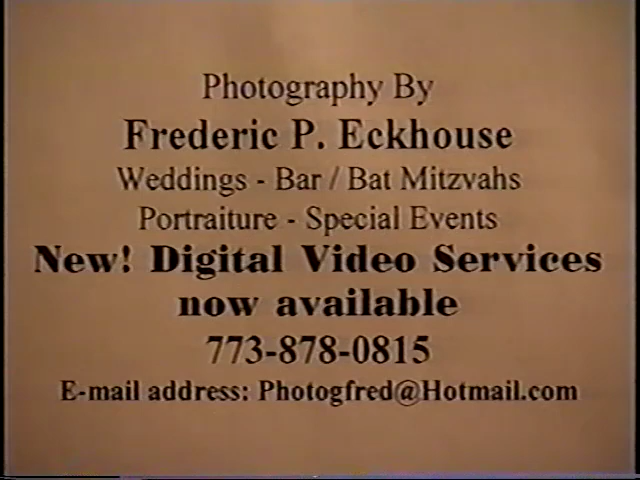 Photography By
Frederic P. Eckhouse
Weddings - Bar / Bat Mitzvahs
Portraiture - Special Events
New! Digital Video Services
now available
773-878-0815
E-mail address: Photogfred@Hotmail.com